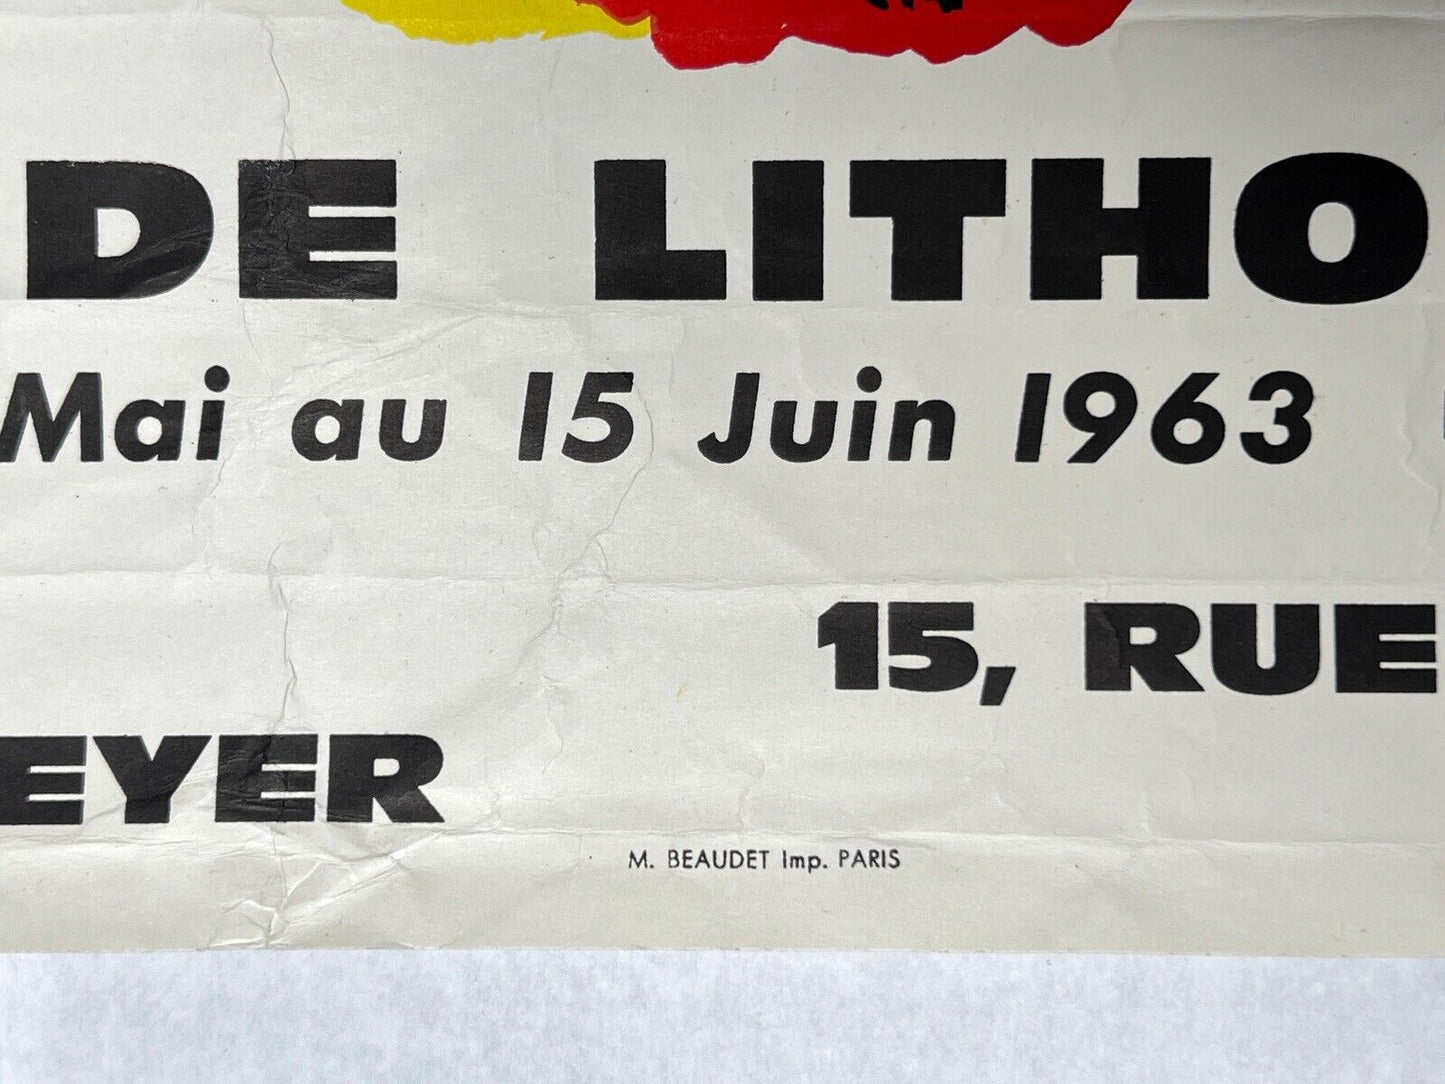 DE LITHO
Mai au 15 Juin 1963
15, RUE
EYER
M. BEAUDET Imp. PARIS